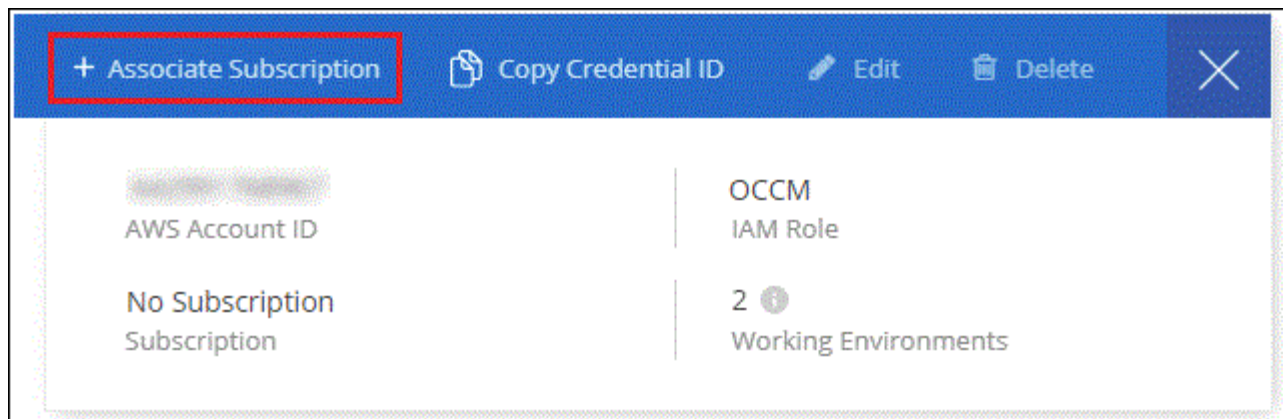 + Associate Subscription Copy Credential ID Edit Delete
AWS Account ID
OCCM
IAM Role
No Subscription
Subscription
2
Working Environments